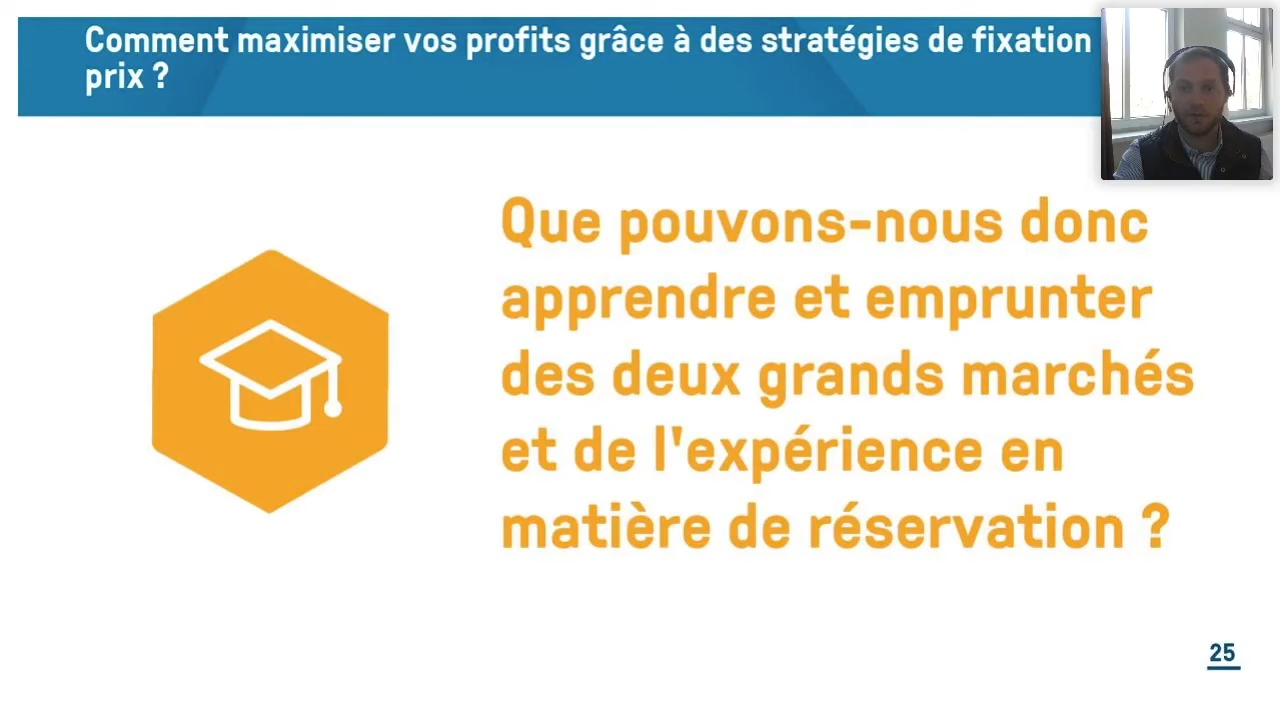 Comment maximiser vos profits grâce à des stratégies de fixation
prix ?
Que pouvons-nous donc
apprendre et emprunter
des deux grands marchés
et de l'expérience en
matière de réservation ?
25